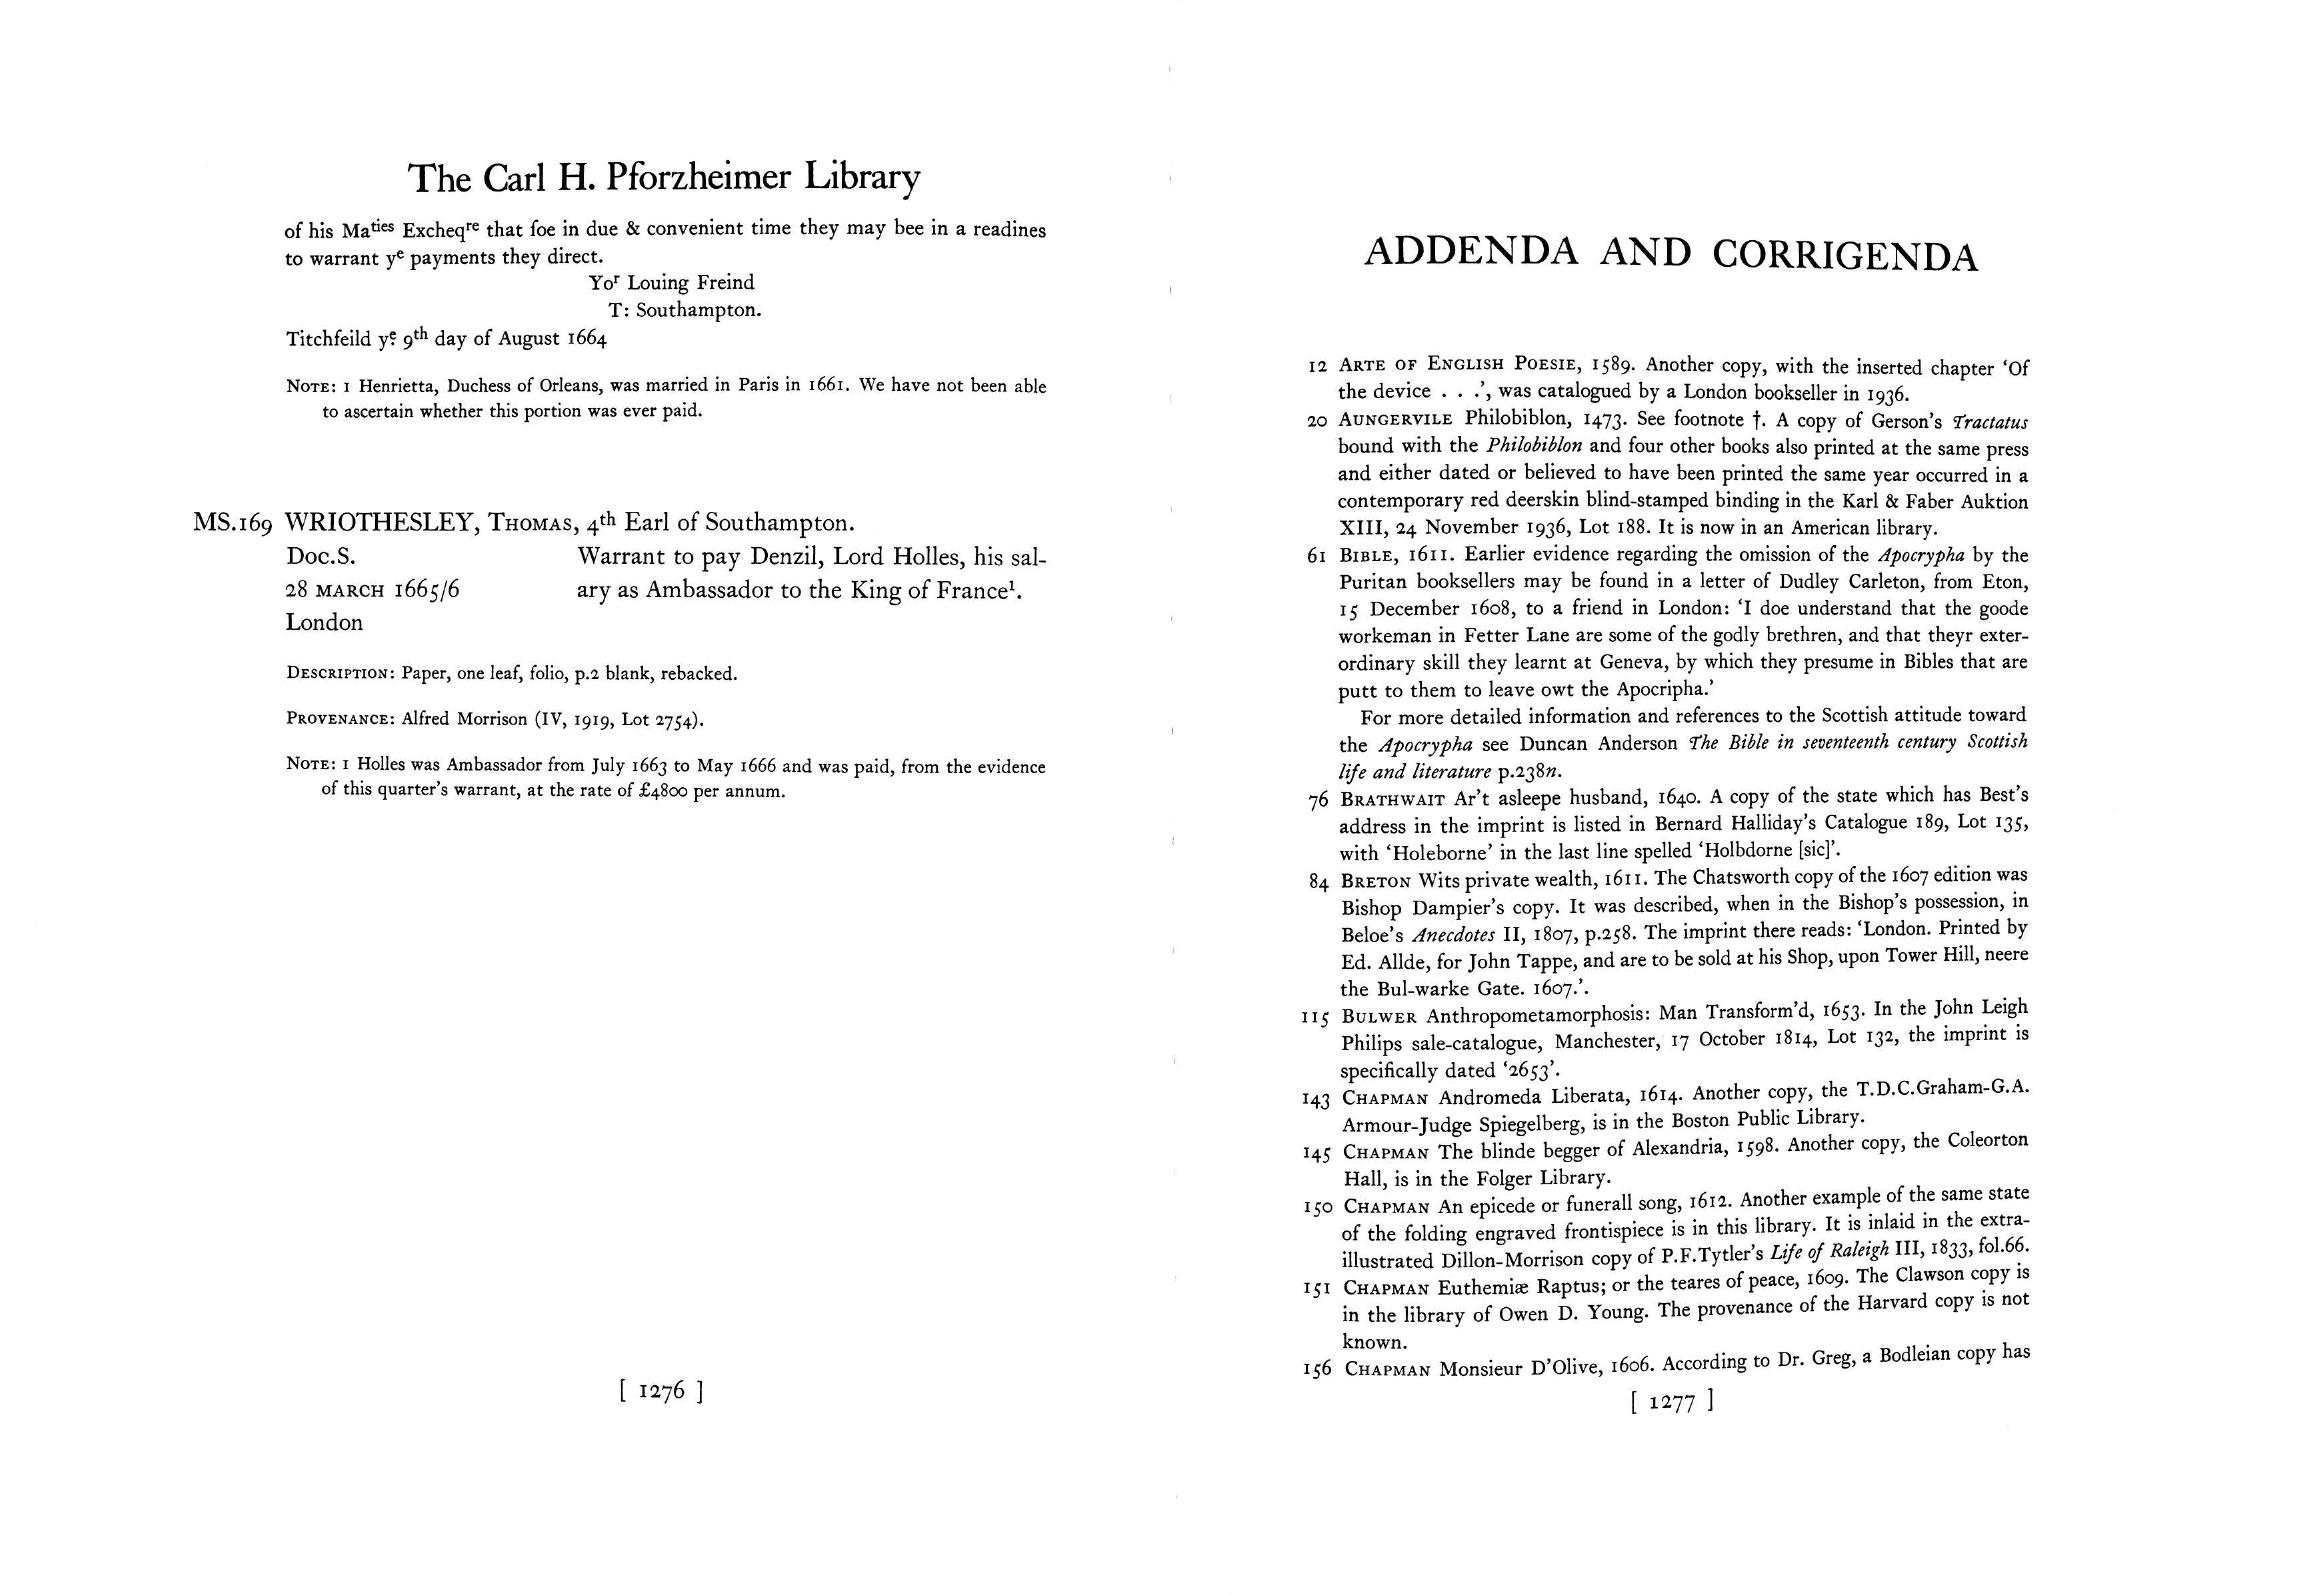 The Carl H. Pforzheimer Library
of his Maties Excheqre that soe in due & convenient time they may bee in a readines
to warrant ye payments they direct.
Yor Louing Freind
T: Southampton.
Titchfeild ye 9th day of August 1664
NOTE: 1 Henrietta, Duchess of Orleans, was married in Paris in 1661. We have not been able
to ascertain whether this portion was ever paid.
MS.169 WRIOTHESLEY, THOMAS, 4th Earl of Southampton.
Doc.S. Warrant to pay Denzil, Lord Holles, his sal-
28 MARCH 1665/6 ary as Ambassador to the King of France¹.
London
DESCRIPTION: Paper, one leaf, folio, p.2 blank, rebacked.
PROVENANCE: Alfred Morrison (IV, 1919, Lot 2754).
NOTE: 1 Holles was Ambassador from July 1663 to May 1666 and was paid, from the evidence
of this quarter's warrant, at the rate of £4800 per annum.
[ 1276 ]
ADDENDA AND CORRIGENDA
12 ARTE OF ENGLISH POESIE, 1589. Another copy, with the inserted chapter 'Of
the device . . .', was catalogued by a London bookseller in 1936.
20 AUNGERVILE Philobiblon, 1473. See footnote †. A copy of Gerson's Tractatus
bound with the Philobiblon and four other books also printed at the same press
and either dated or believed to have been printed the same year occurred in a
contemporary red deerskin blind-stamped binding in the Karl & Faber Auktion
XIII, 24 November 1936, Lot 188. It is now in an American library.
61 BIBLE, 1611. Earlier evidence regarding the omission of the Apocrypha by the
Puritan booksellers may be found in a letter of Dudley Carleton, from Eton,
15 December 1608, to a friend in London: 'I doe understand that the goode
workeman in Fetter Lane are some of the godly brethren, and that theyr exter-
ordinary skill they learnt at Geneva, by which they presume in Bibles that are
putt to them to leave owt the Apocripha.'
For more detailed information and references to the Scottish attitude toward
the Apocrypha see Duncan Anderson The Bible in seventeenth century Scottish
life and literature p.238n.
76 BRATHWAIT Ar't asleepe husband, 1640. A copy of the state which has Best's
address in the imprint is listed in Bernard Halliday's Catalogue 189, Lot 135,
with 'Holeborne' in the last line spelled 'Holbdorne [sic]'.
84 BRETON Wits private wealth, 1611. The Chatsworth copy of the 1607 edition was
Bishop Dampier's copy. It was described, when in the Bishop's possession, in
Beloe's Anecdotes II, 1807, p.258. The imprint there reads: 'London. Printed by
Ed. Allde, for John Tappe, and are to be sold at his Shop, upon Tower Hill, neere
the Bul-warke Gate. 1607.'.
115 BULWER Anthropometamorphosis: Man Transform'd, 1653. In the John Leigh
Philips sale-catalogue, Manchester, 17 October 1814, Lot 132, the imprint is
specifically dated '2653'.
143 CHAPMAN Andromeda Liberata, 1614. Another copy, the T.D.C.Graham-G.A.
Armour-Judge Spiegelberg, is in the Boston Public Library.
145 CHAPMAN The blinde begger of Alexandria, 1598. Another copy, the Coleorton
Hall, is in the Folger Library.
150 CHAPMAN An epicede or funerall song, 1612. Another example of the same state
of the folding engraved frontispiece is in this library. It is inlaid in the extra-
illustrated Dillon-Morrison copy of P.F.Tytler's Life of Raleigh III, 1833, fol.66.
151 CHAPMAN Euthemiæ Raptus; or the teares of peace, 1609. The Clawson copy is
in the library of Owen D. Young. The provenance of the Harvard copy is not
known.
156 CHAPMAN Monsieur D'Olive, 1606. According to Dr. Greg, a Bodleian copy has
[ 1277 ]